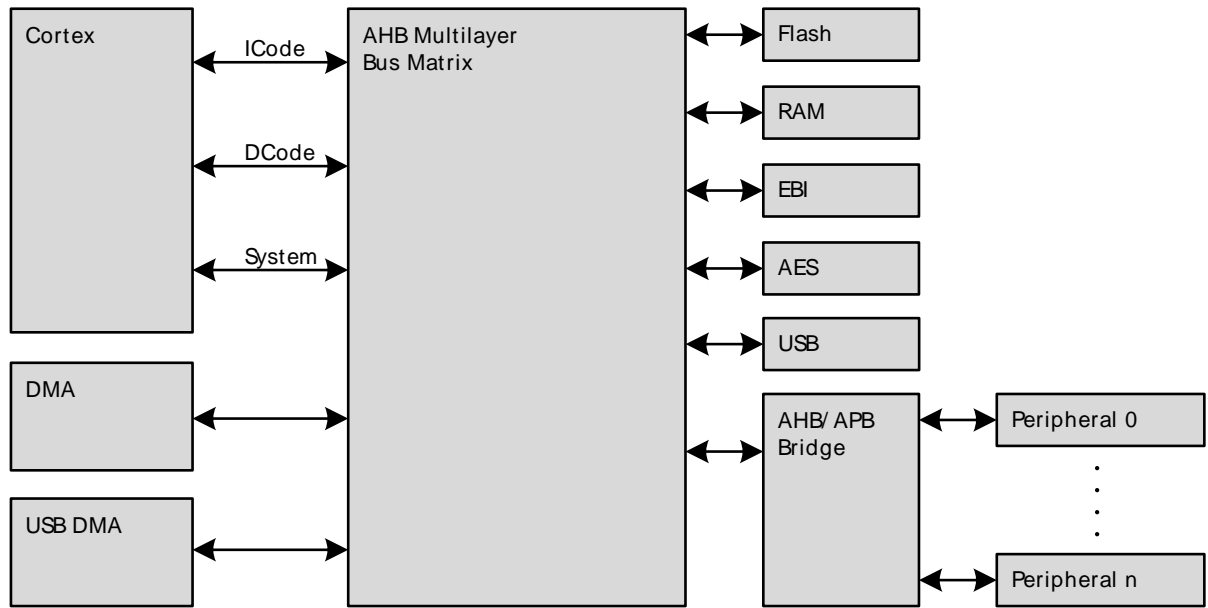 Cortex
ICode
DCode
System
DMA
USB DMA
AHB Multilayer
Bus Matrix
Flash
RAM
EBI
AES
USB
AHB/APB
Bridge
Peripheral 0
Peripheral n